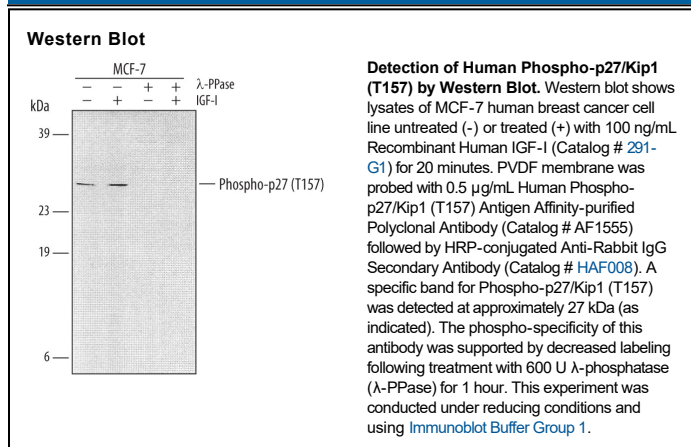 Western Blot
MCF-7
− − + + λ-PPase
− + − + IGF-I
kDa
39
Phospho-p27 (T157)
23
19
6
Detection of Human Phospho-p27/Kip1
(T157) by Western Blot. Western blot shows
lysates of MCF-7 human breast cancer cell
line untreated (-) or treated (+) with 100 ng/mL
Recombinant Human IGF-I (Catalog # 291-
G1) for 20 minutes. PVDF membrane was
probed with 0.5 µg/mL Human Phospho-
p27/Kip1 (T157) Antigen Affinity-purified
Polyclonal Antibody (Catalog # AF1555)
followed by HRP-conjugated Anti-Rabbit IgG
Secondary Antibody (Catalog # HAF008). A
specific band for Phospho-p27/Kip1 (T157)
was detected at approximately 27 kDa (as
indicated). The phospho-specificity of this
antibody was supported by decreased labeling
following treatment with 600 U λ-phosphatase
(λ-PPase) for 1 hour. This experiment was
conducted under reducing conditions and
using Immunoblot Buffer Group 1.